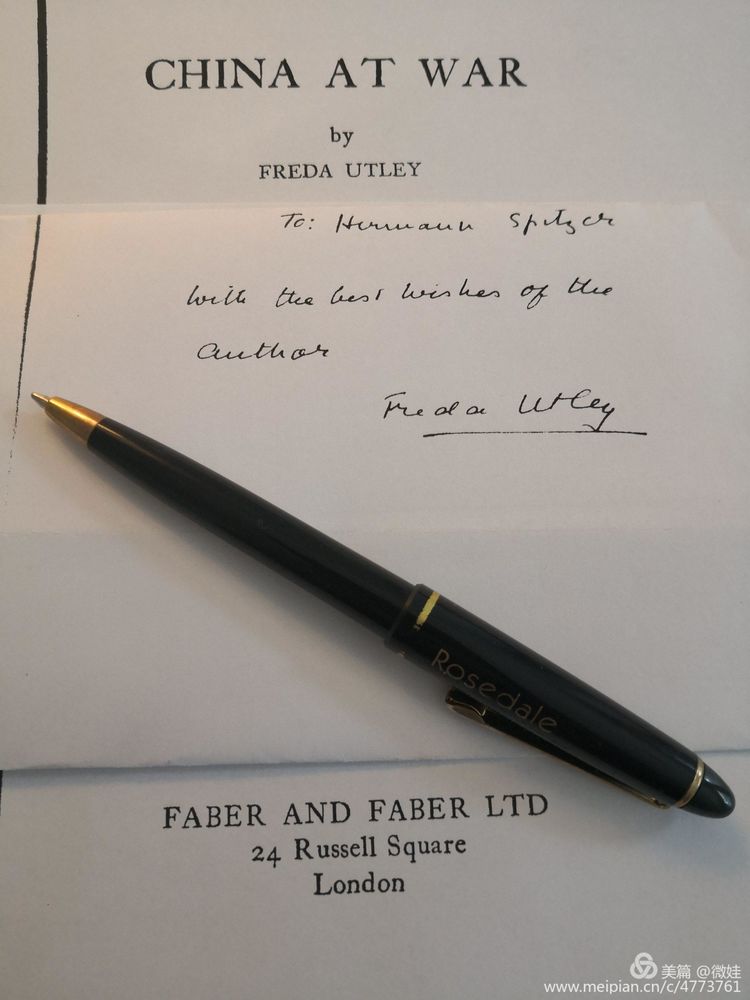 CHINA AT WAR
by
FREDA UTLEY
To: Hermann Spitzer
With the best wishes of the
author
Freda Utley
Rosedale
FABER AND FABER LTD
24 Russell Square
London
美篇 @微娃
www.meipian.cn/c/4773761